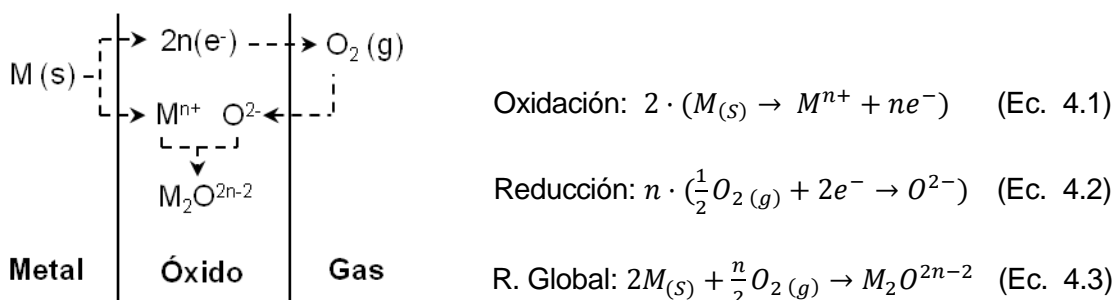 2n(e⁻) O₂ (g)
M (s)
Mⁿ⁺ O²⁻
M₂O²ⁿ⁻²
Metal Óxido Gas
Oxidación: 2 · (M₍S₎ → Mⁿ⁺ + ne⁻) (Ec. 4.1)
Reducción: n · (½O₂ ₍g₎ + 2e⁻ → O²⁻) (Ec. 4.2)
R. Global: 2M₍S₎ + n/2 O₂ ₍g₎ → M₂O²ⁿ⁻² (Ec. 4.3)